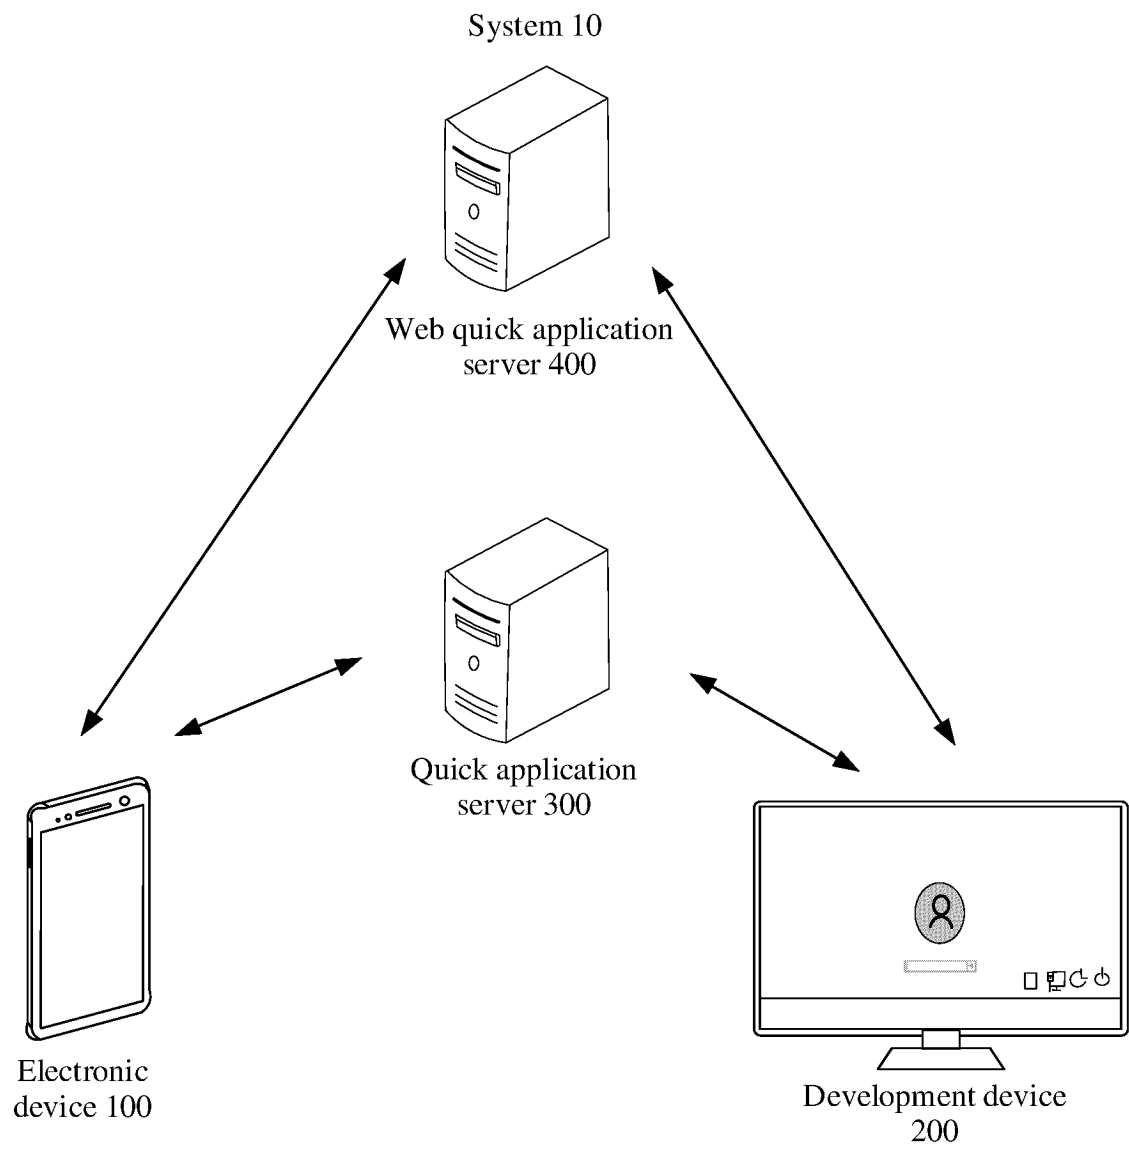 System 10
Web quick application
server 400
Quick application
server 300
Electronic
device 100
Development device
200